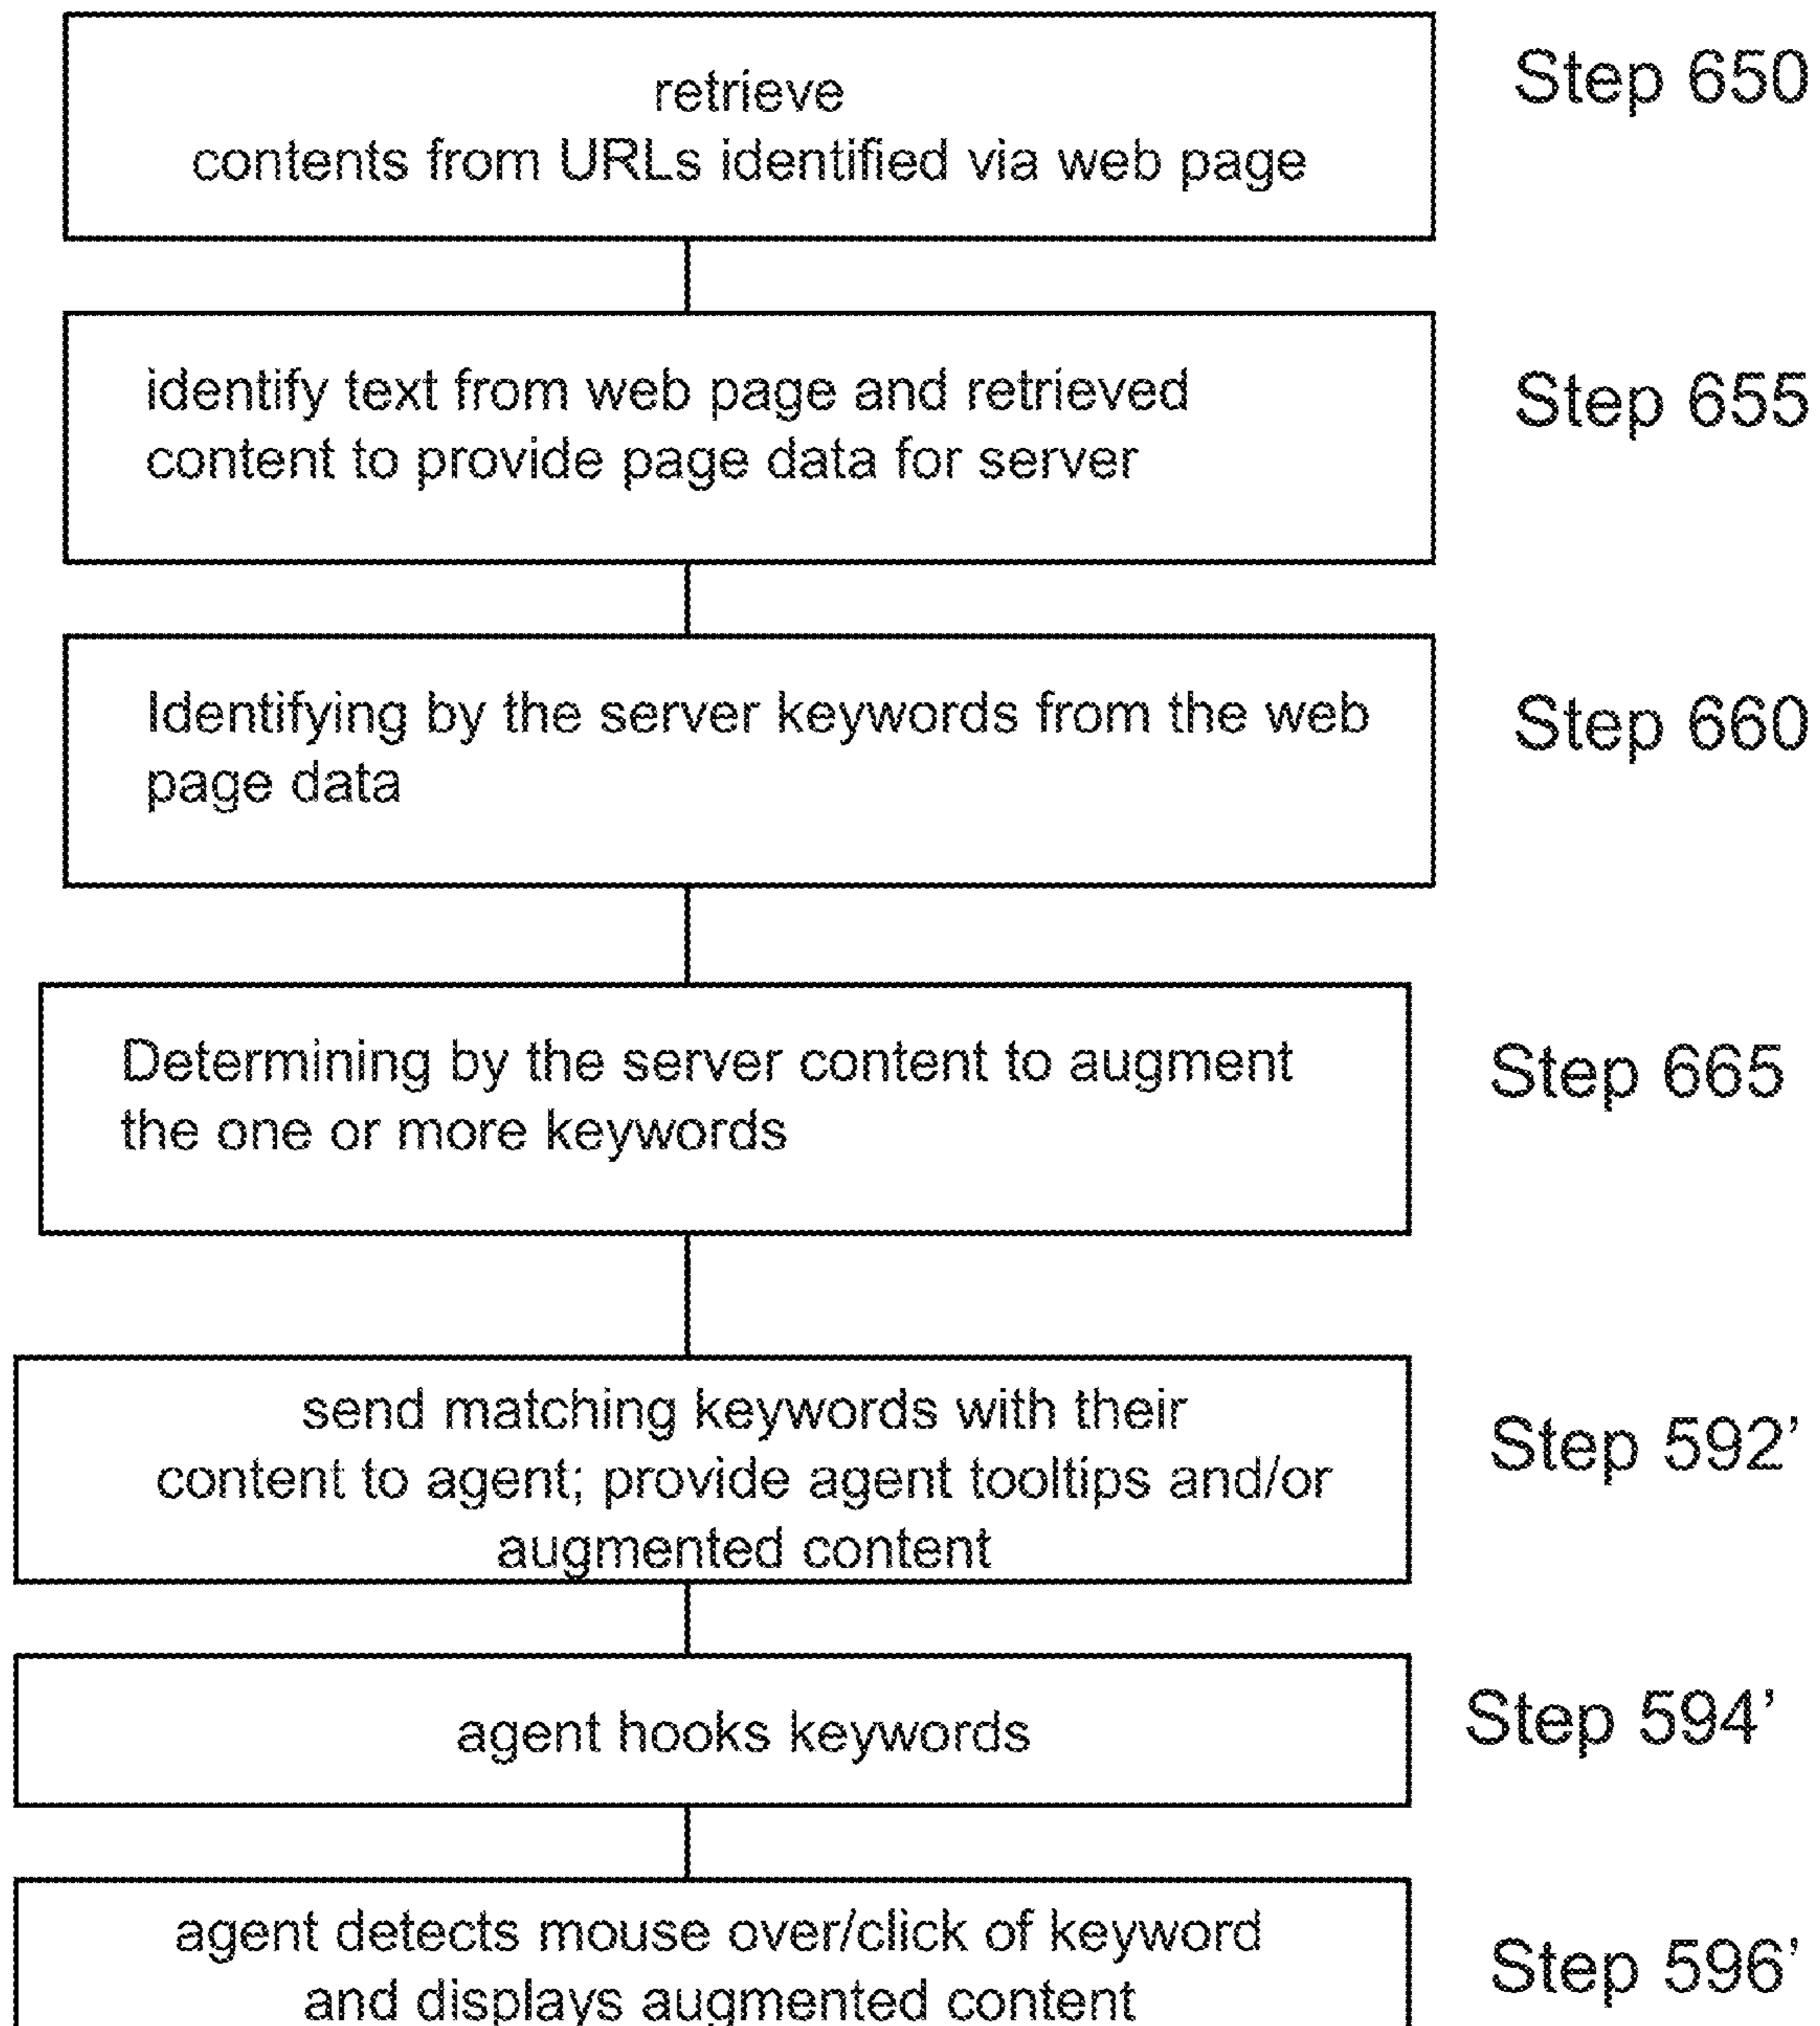 retrieve
Step 650
contents from URLs identified via web page
identify text from web page and retrieved
Step 655
content to provide page data for server
Identifying by the server keywords from the web
Step 660
page data
Determining by the server content to augment
Step 665
the one or more keywords
send matching keywords with their
Step 592’
content to agent; provide agent tooltips and/or
augmented content
agent hooks keywords
Step 594’
agent detects mouse over/click of keyword
Step 596’
and displays augmented content